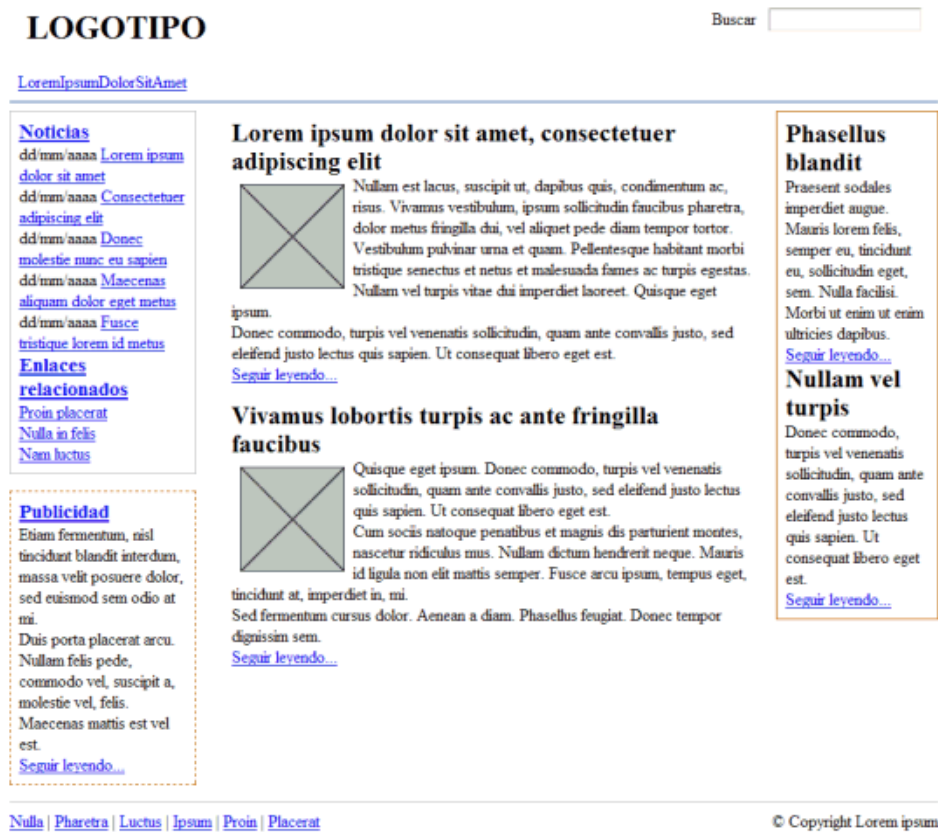 LOGOTIPO
Buscar
LoremIpsumDolorSitAmet
Noticias
dd/mm/aaaa Lorem ipsum
dolor sit amet
dd/mm/aaaa Consectetuer
adipiscing elit
dd/mm/aaaa Donec
molestie nunc eu sapien
dd/mm/aaaa Maecenas
aliquam dolor eget metus
dd/mm/aaaa Fusce
tristique lorem id metus
Enlaces
relacionados
Proin placerat
Nulla in felis
Nam luctus
Publicidad
Etiam fermentum, nisl
tincidunt blandit interdum,
massa velit posuere dolor,
sed euismod sem odio at
mi.
Duis porta placerat arcu.
Nullam felis pede,
commodo vel, suscipit a,
molestie vel, felis.
Maecenas mattis est vel
est.
Seguir leyendo...
Lorem ipsum dolor sit amet, consectetuer
adipiscing elit
Nullam est lacus, suscipit ut, dapibus quis, condimentum ac,
risus. Vivamus vestibulum, ipsum sollicitudin faucibus pharetra,
dolor metus fringilla dui, vel aliquet pede diam tempor tortor.
Vestibulum pulvinar urna et quam. Pellentesque habitant morbi
tristique senectus et netus et malesuada fames ac turpis egestas.
Nullam vel turpis vitae dui imperdiet laoreet. Quisque eget
ipsum.
Donec commodo, turpis vel venenatis sollicitudin, quam ante convallis justo, sed
eleifend justo lectus quis sapien. Ut consequat libero eget est.
Seguir leyendo...
Vivamus lobortis turpis ac ante fringilla
faucibus
Quisque eget ipsum. Donec commodo, turpis vel venenatis
sollicitudin, quam ante convallis justo, sed eleifend justo lectus
quis sapien. Ut consequat libero eget est.
Cum sociis natoque penatibus et magnis dis parturient montes,
nascetur ridiculus mus. Nullam dictum hendrerit neque. Mauris
id ligula non elit mattis semper. Fusce arcu ipsum, tempus eget,
tincidunt at, imperdiet in, mi.
Sed fermentum cursus dolor. Aenean a diam. Phasellus feugiat. Donec tempor
dignissim sem.
Seguir leyendo...
Phasellus
blandit
Praesent sodales
imperdiet augue.
Mauris lorem felis,
semper eu, tincidunt
eu, sollicitudin eget,
sem. Nulla facilisi.
Morbi ut enim ut enim
ultricies dapibus.
Seguir leyendo...
Nullam vel
turpis
Donec commodo,
turpis vel venenatis
sollicitudin, quam ante
convallis justo, sed
eleifend justo lectus
quis sapien. Ut
consequat libero eget
est.
Seguir leyendo...
Nulla | Pharetra | Luctus | Ipsum | Proin | Placerat
© Copyright Lorem ipsum